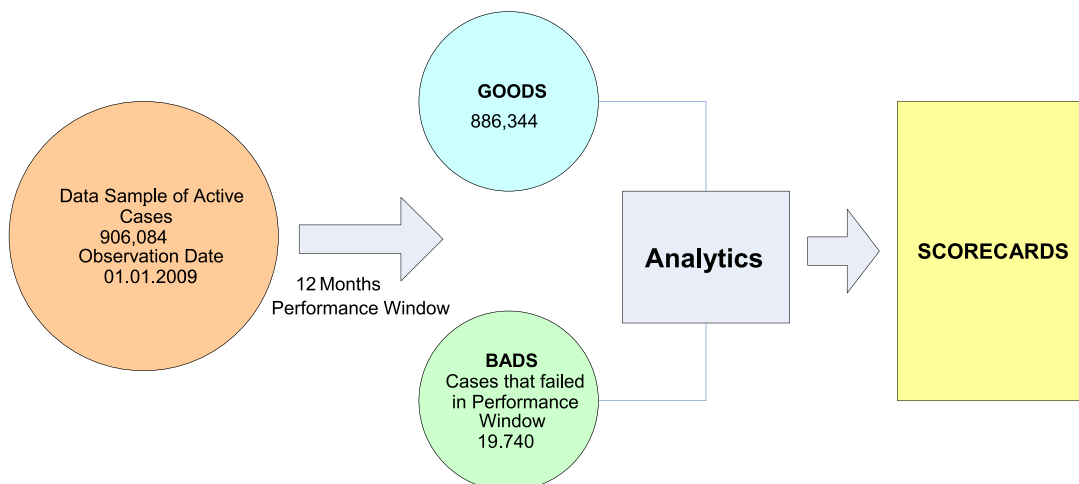 Data Sample of Active
Cases
906,084
Observation Date
01.01.2009
12 Months
Performance Window
GOODS
886,344
BADS
Cases that failed
in Performance
Window
19.740
Analytics
SCORECARDS